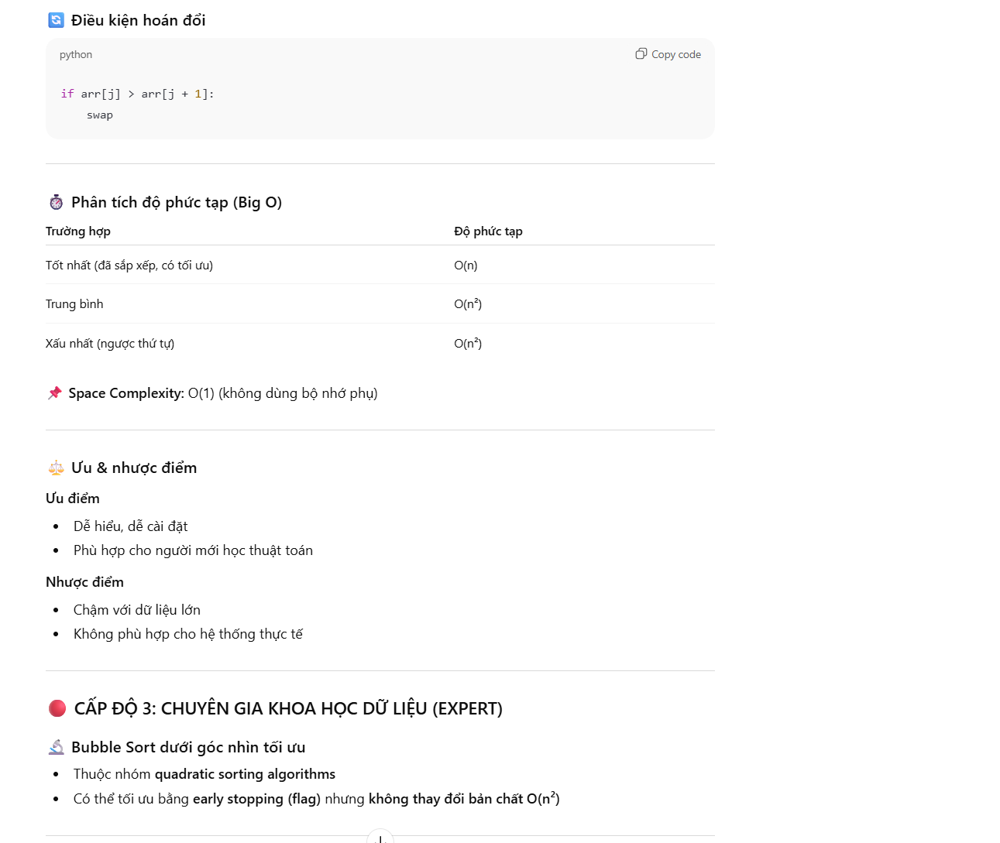 Điều kiện hoán đổi
python
Copy code
if arr[j] > arr[j + 1]:
    swap
Phân tích độ phức tạp (Big O)
Trường hợp Độ phức tạp
Tốt nhất (đã sắp xếp, có tối ưu) O(n)
Trung bình O(n²)
Xấu nhất (ngược thứ tự) O(n²)
Space Complexity: O(1) (không dùng bộ nhớ phụ)
Ưu & nhược điểm
Ưu điểm
• Dễ hiểu, dễ cài đặt
• Phù hợp cho người mới học thuật toán
Nhược điểm
• Chậm với dữ liệu lớn
• Không phù hợp cho hệ thống thực tế
CẤP ĐỘ 3: CHUYÊN GIA KHOA HỌC DỮ LIỆU (EXPERT)
Bubble Sort dưới góc nhìn tối ưu
• Thuộc nhóm quadratic sorting algorithms
• Có thể tối ưu bằng early stopping (flag) nhưng không thay đổi bản chất O(n²)